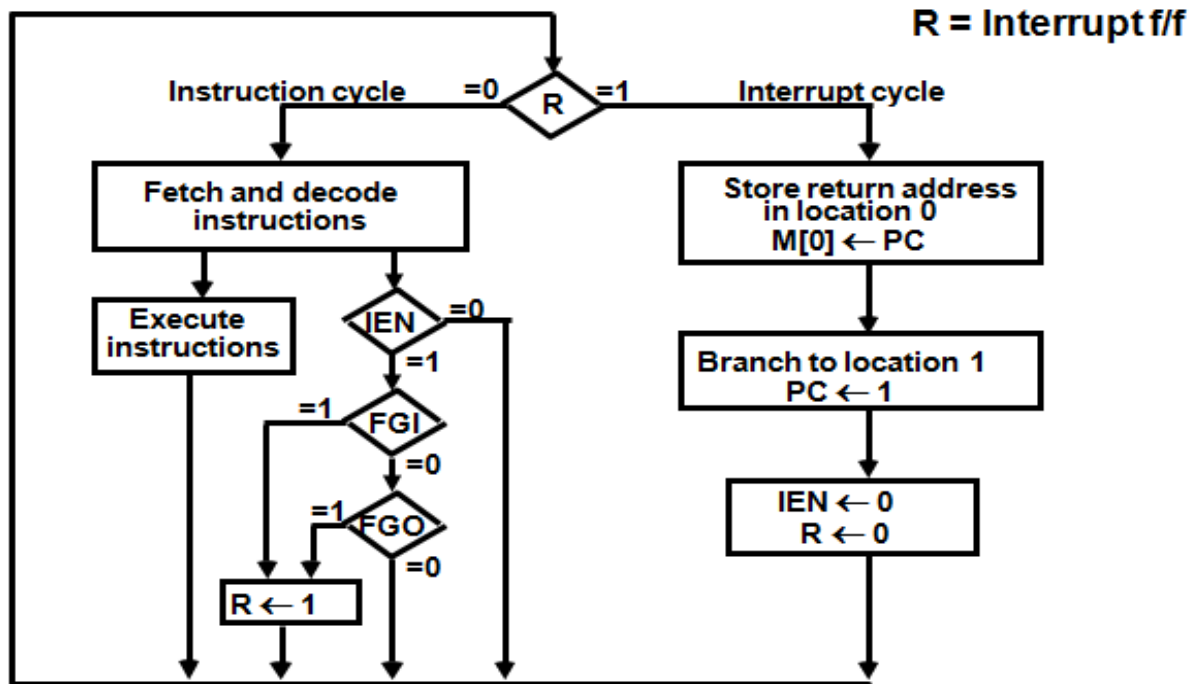 R = Interrupt f/f
Instruction cycle
=0
R
=1
Interrupt cycle
Fetch and decode
instructions
Store return address
in location 0
M[0] ← PC
Execute
instructions
IEN
=0
=1
Branch to location 1
PC ← 1
=1
FGI
=0
=1
FGO
=0
IEN ← 0
R ← 0
R ← 1